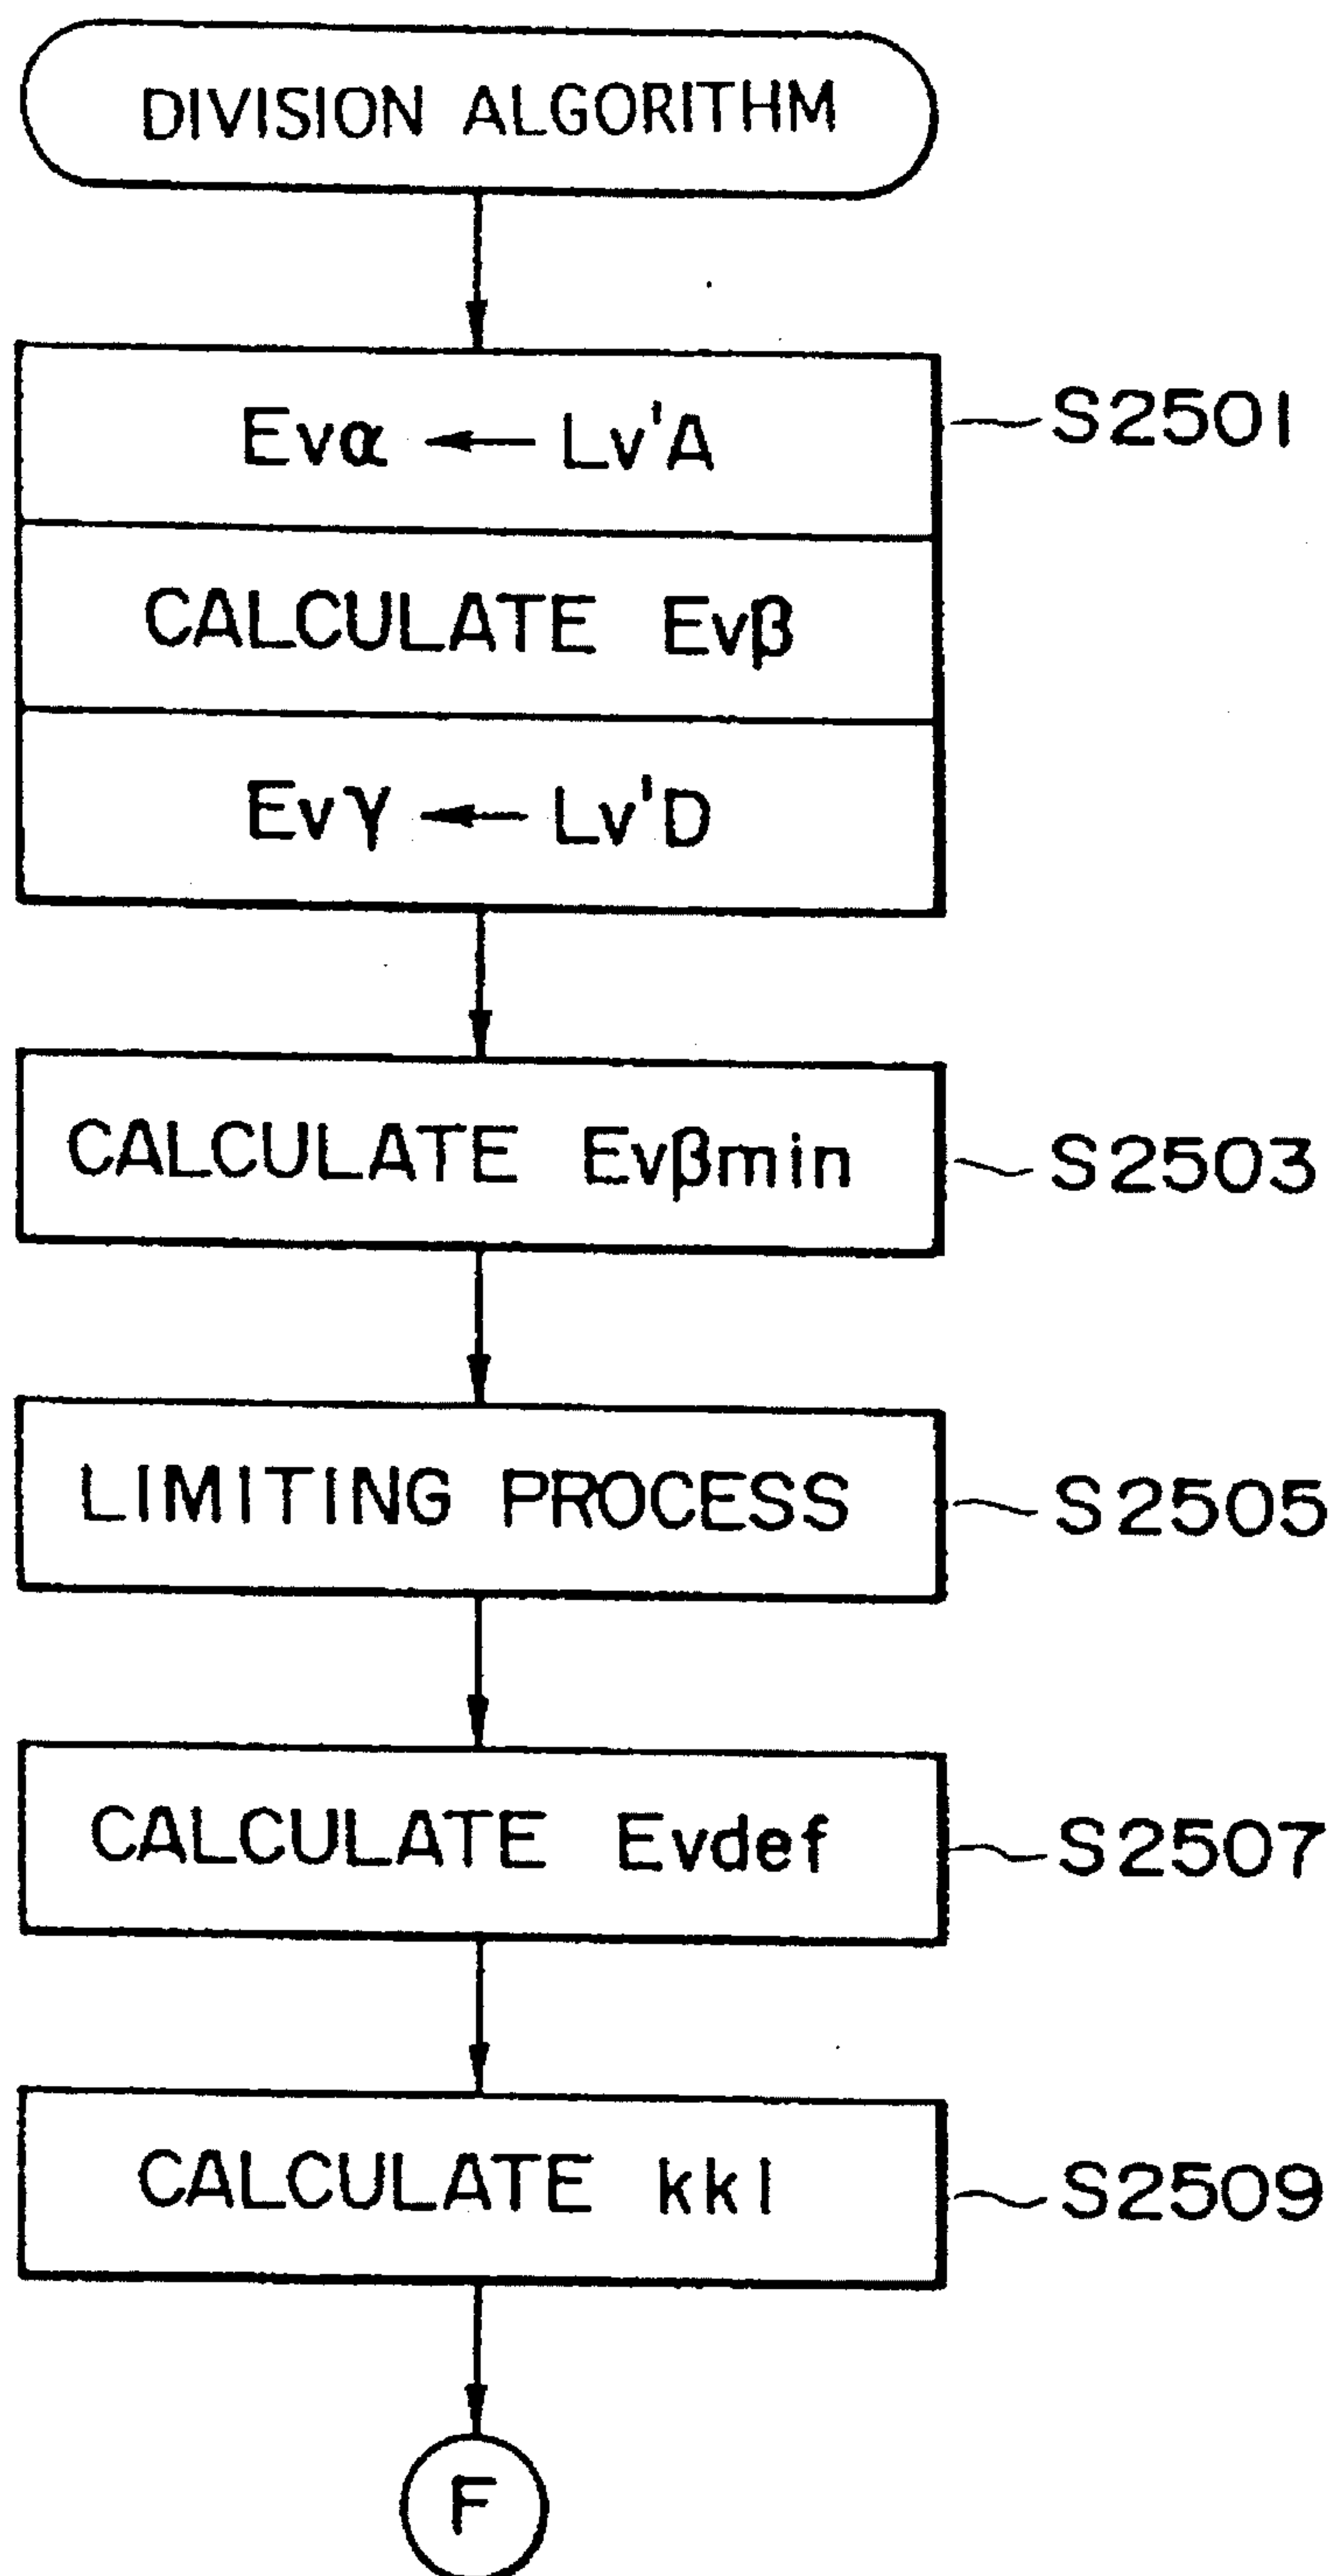 DIVISION ALGORITHM
Evα ← Lv'A
S2501
CALCULATE Evβ
Evγ ← Lv'D
CALCULATE Evβmin
S2503
LIMITING PROCESS
S2505
CALCULATE Evdef
S2507
CALCULATE kk1
S2509
F